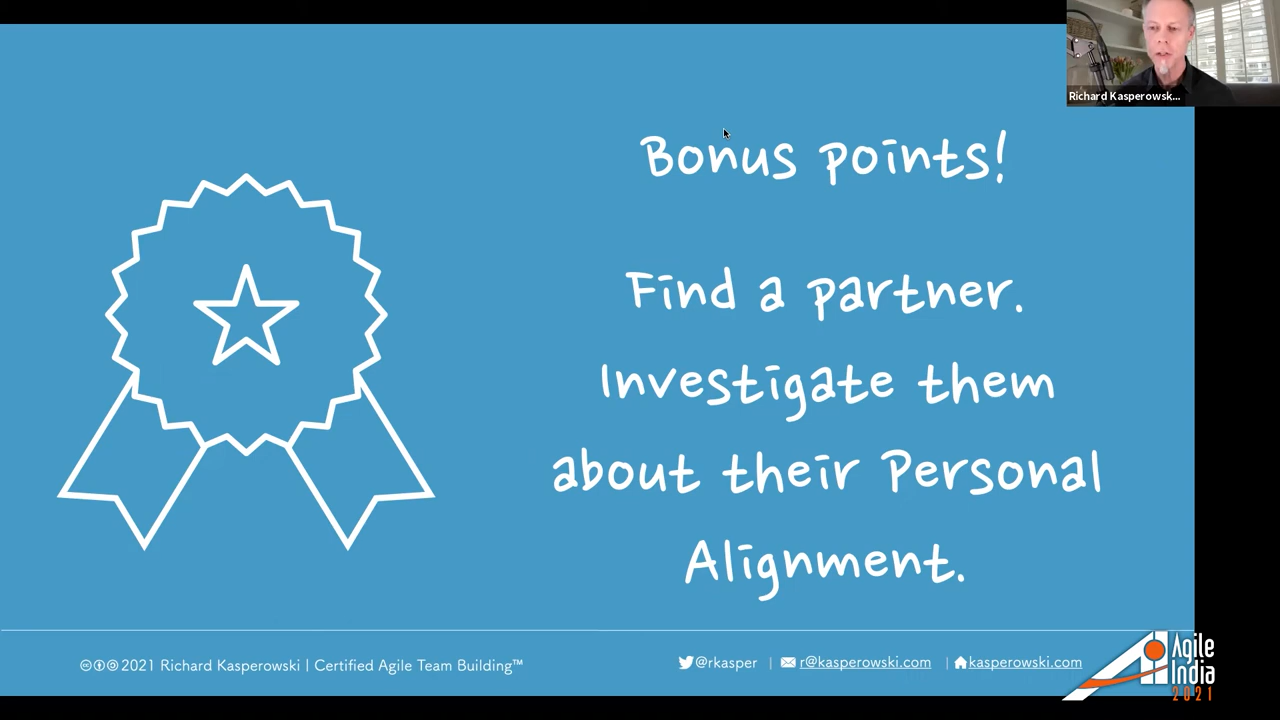 Richard Kasperowsk...
Bonus points!
Find a partner.
Investigate them
about their Personal
Alignment.
2021 Richard Kasperowski | Certified Agile Team Building™
@rkasper | r@kasperowski.com | kasperowski.com
Agile
India
2021